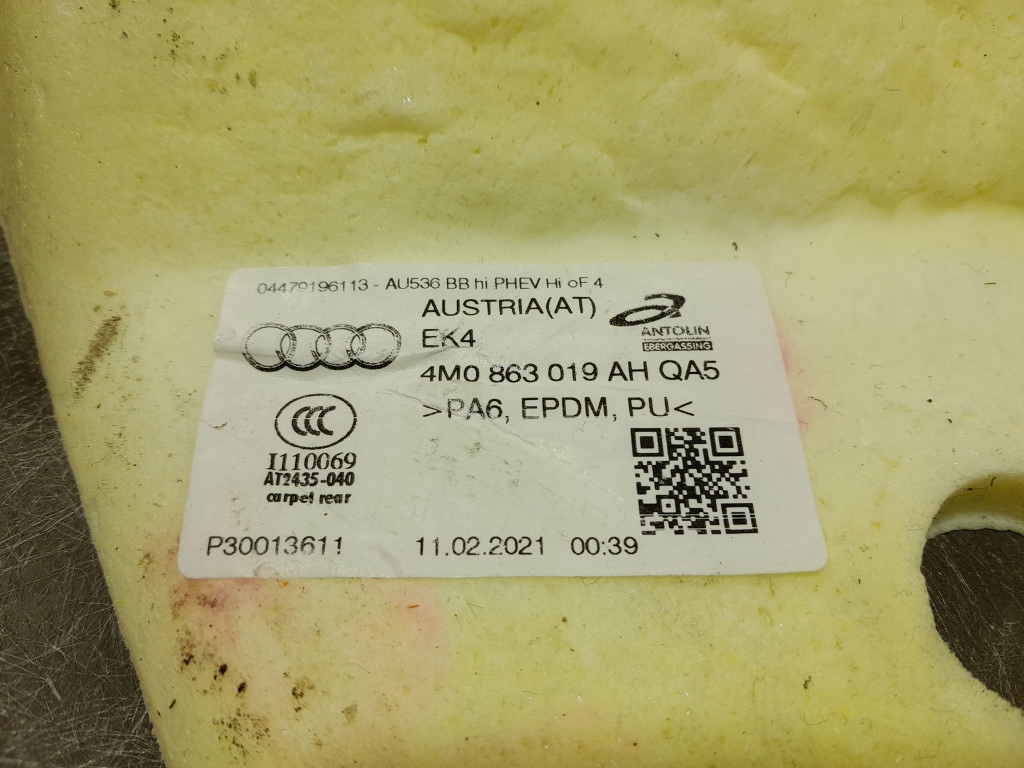 04479196113 - AU536 BB hi PHEV Hi oF 4
AUSTRIA(AT)
EK4
ANTOLIN
EBERGASSING
4M0 863 019 AH QA5
>PA6, EPDM, PU<
CCC
I110069
AT2435-040
carpet rear
P30013611
11.02.2021 00:39